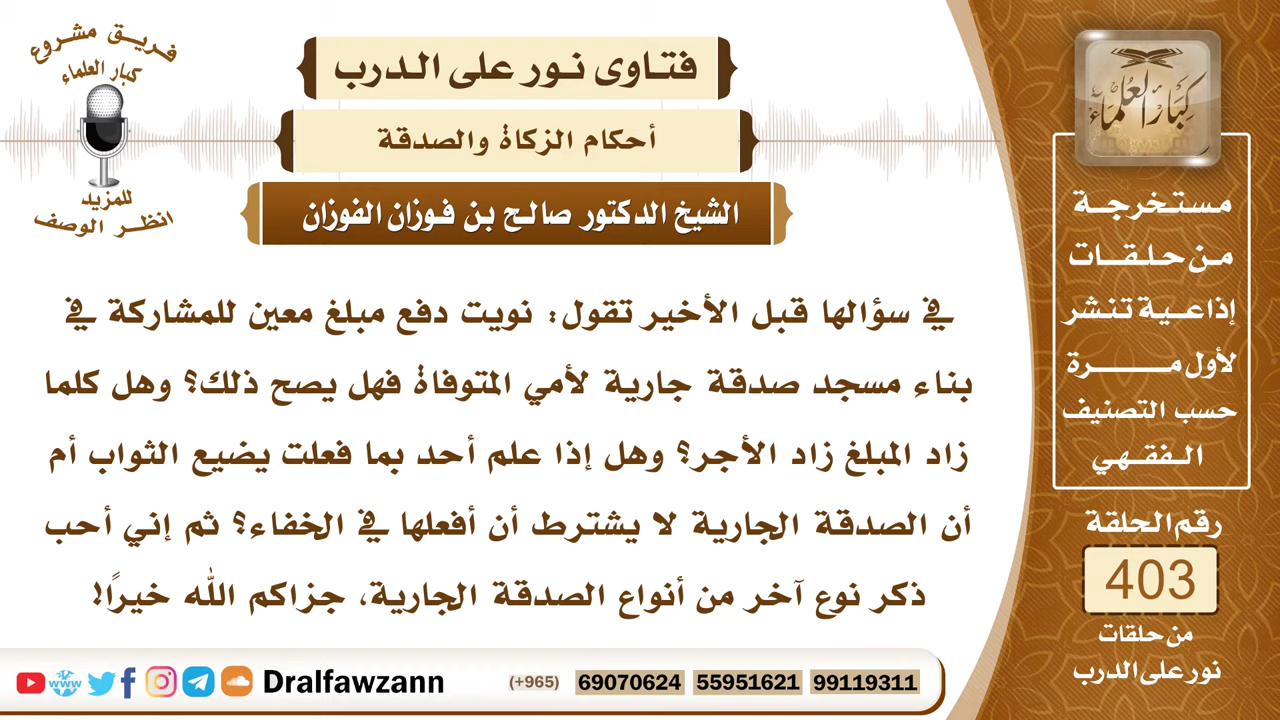 فريق مشروع
كبار العلماء
للمزيد
انظر الوصف
فتاوى نور على الدرب
أحكام الزكاة والصدقة
الشيخ الدكتور صالح بن فوزان الفوزان
في سؤالها قبل الأخير تقول: نويت دفع مبلغ معين للمشاركة في
بناء مسجد صدقة جارية لأمي المتوفاة فهل يصح ذلك؟ وهل كلما
زاد المبلغ زاد الأجر؟ وهل إذا علم أحد بما فعلت يضيع الثواب أم
أن الصدقة الجارية لا يشترط أن أفعلها في الخفاء؟ ثم إني أحب
ذكر نوع آخر من أنواع الصدقة الجارية، جزاكم الله خيرًا!
كبار العلماء
مستخرجة
من حلقات
إذاعية تنشر
لأول مرة
حسب التصنيف
الفقهي
رقم الحلقة
403
من حلقات
نور على الدرب
www
Dralfawzann
(+965) 69070624 55951621 99119311